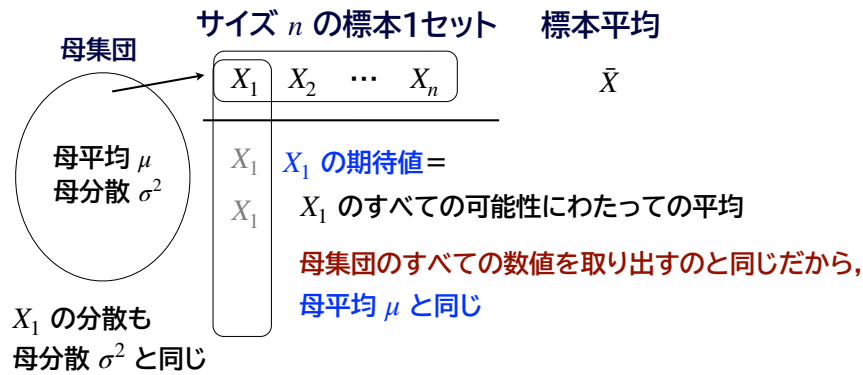 サイズ n の標本1セット 標本平均
母集団
X₁ X₂ ⋯ Xₙ X̄
母平均 μ
母分散 σ²
X₁ X₁ の期待値=
X₁ X₁ のすべての可能性にわたっての平均
母集団のすべての数値を取り出すのと同じだから,
母平均 μ と同じ
X₁ の分散も
母分散 σ² と同じ